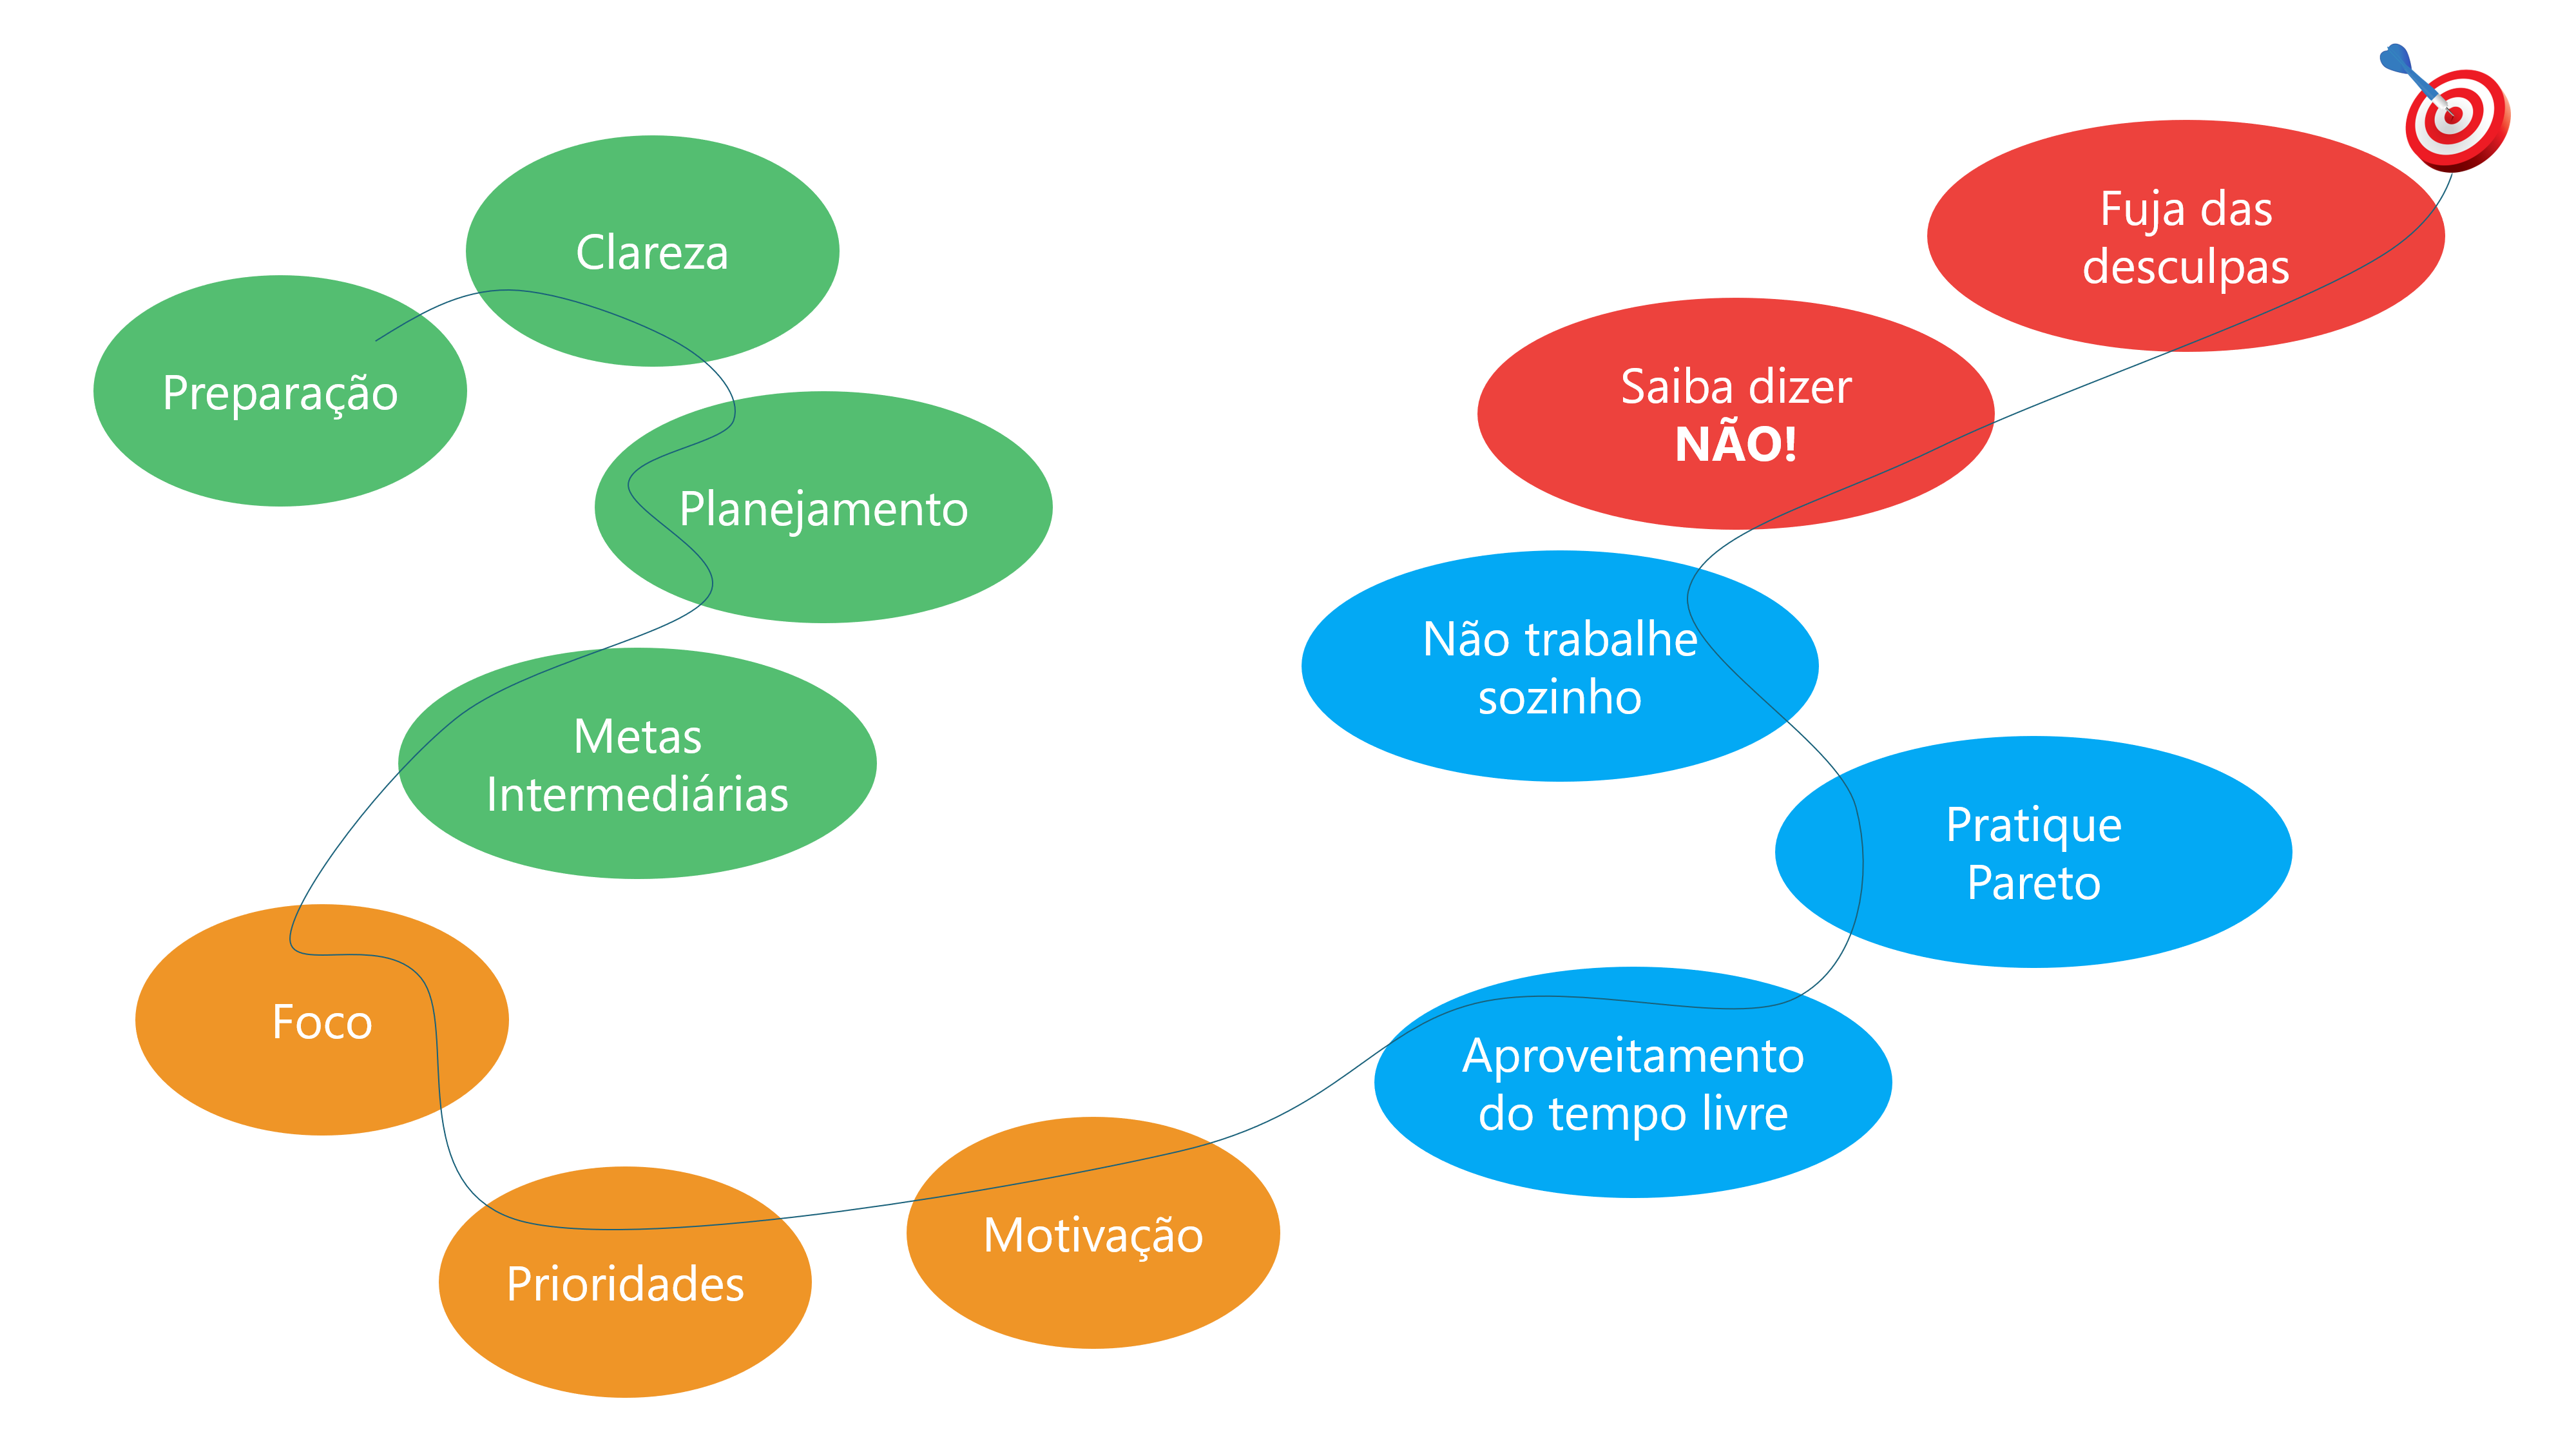 Preparação
Clareza
Planejamento
Metas
Intermediárias
Foco
Prioridades
Motivação
Aproveitamento
do tempo livre
Pratique
Pareto
Não trabalhe
sozinho
Saiba dizer
NÃO!
Fuja das
desculpas